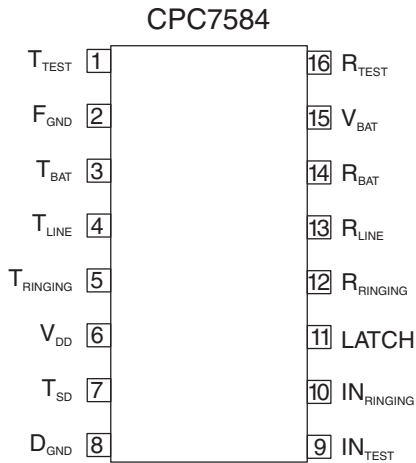 CPC7584
T_TEST 1
F_GND 2
T_BAT 3
T_LINE 4
T_RINGING 5
V_DD 6
T_SD 7
D_GND 8
16 R_TEST
15 V_BAT
14 R_BAT
13 R_LINE
12 R_RINGING
11 LATCH
10 IN_RINGING
9 IN_TEST